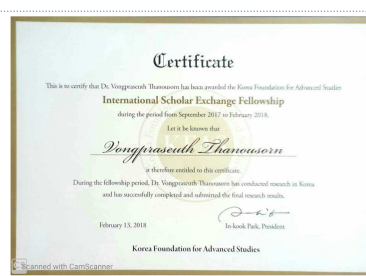 Certificate
This is to certify that Dr. Vongpraseuth Thanousorn has been awarded the Korea Foundation for Advanced Studies
International Scholar Exchange Fellowship
during the period from September 2017 to February 2018.
Let it be known that
Vongpraseuth Thanousorn
is therefore entitled to this certificate.
During the fellowship period, Dr. Vongpraseuth Thanousorn has conducted research in Korea
and has successfully completed and submitted the final research results.
February 13, 2018
In-kook Park, President
Korea Foundation for Advanced Studies
Scanned with CamScanner